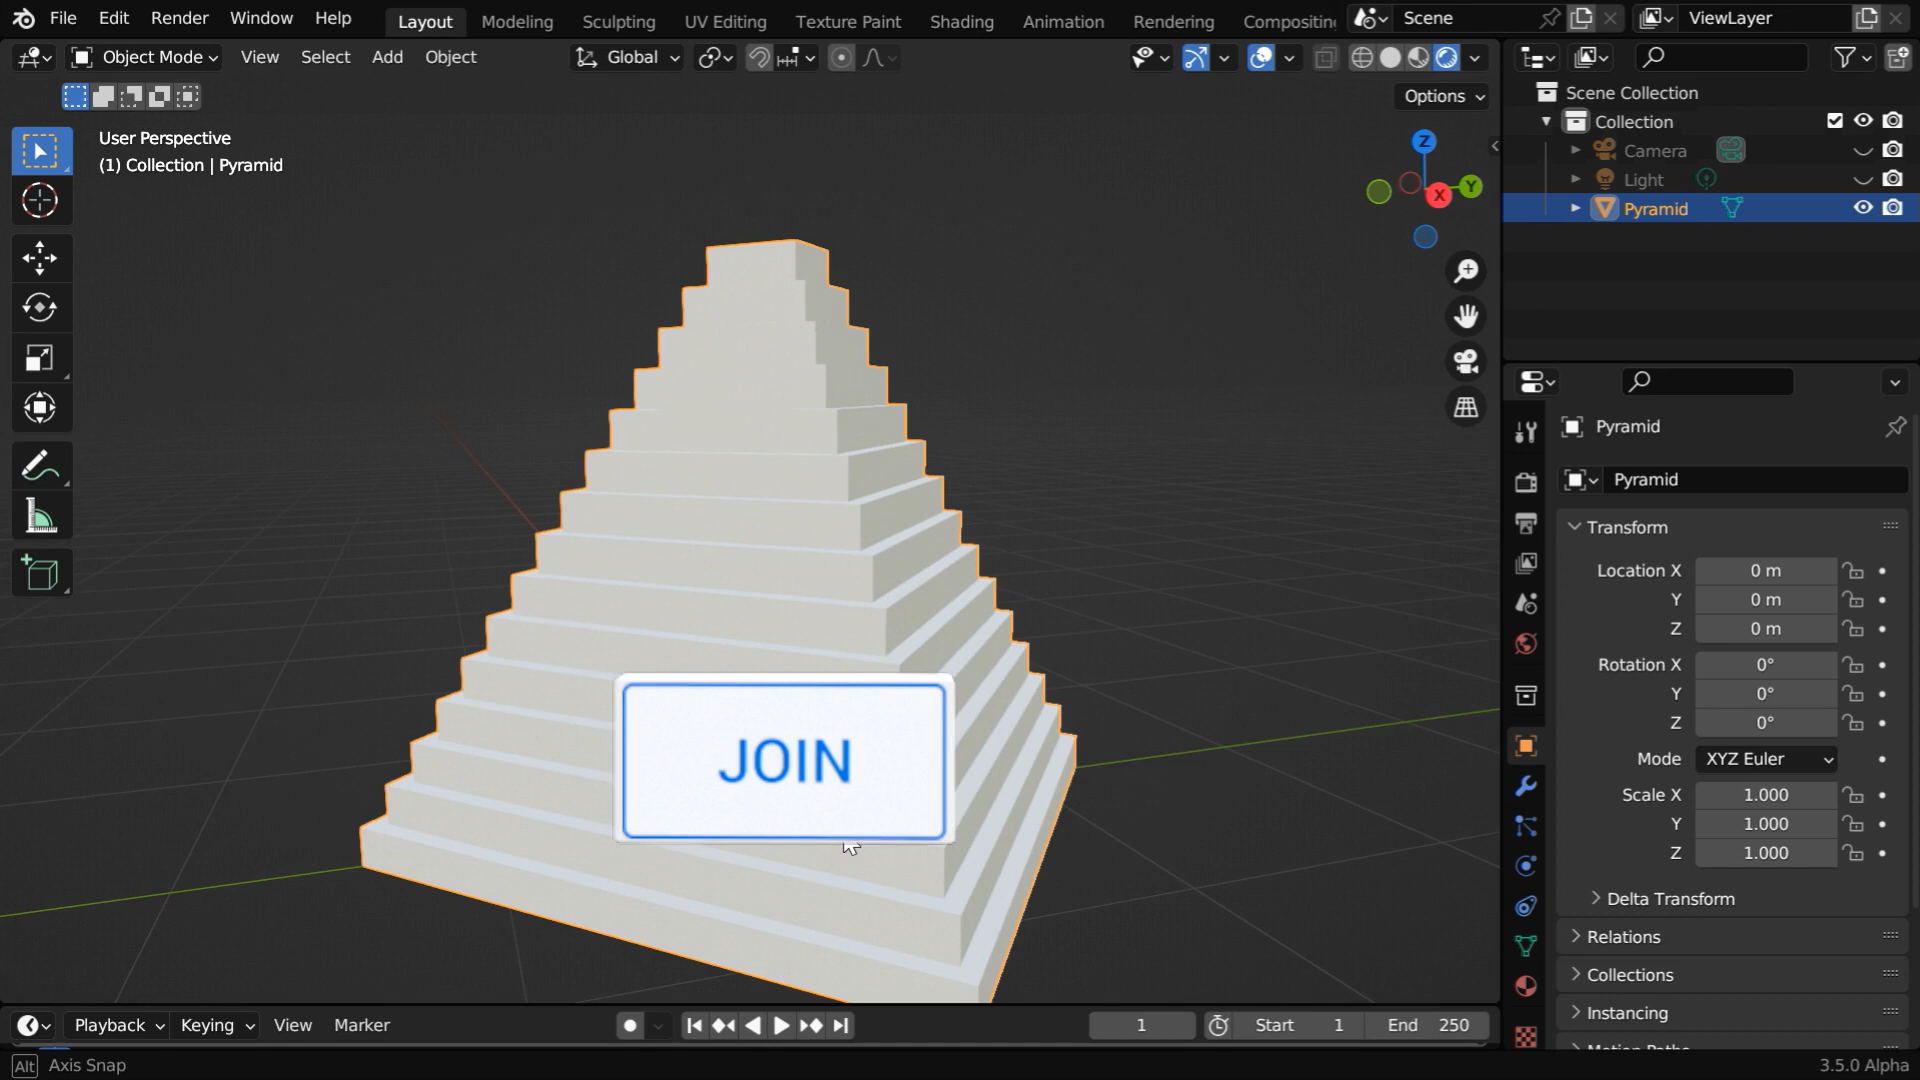 File Edit Render Window Help Layout Modeling Sculpting UV Editing Texture Paint Shading Animation Rendering Compositing Scene ViewLayer
Object Mode View Select Add Object Global
Options
User Perspective
(1) Collection | Pyramid
Z
Y
X
JOIN
Scene Collection
Collection
Camera
Light
Pyramid
Pyramid
Pyramid
Transform
Location X 0 m
Y 0 m
Z 0 m
Rotation X 0°
Y 0°
Z 0°
Mode XYZ Euler
Scale X 1.000
Y 1.000
Z 1.000
Delta Transform
Relations
Collections
Instancing
Motion Paths
Playback Keying View Marker 1 Start 1 End 250
Alt Axis Snap 3.5.0 Alpha